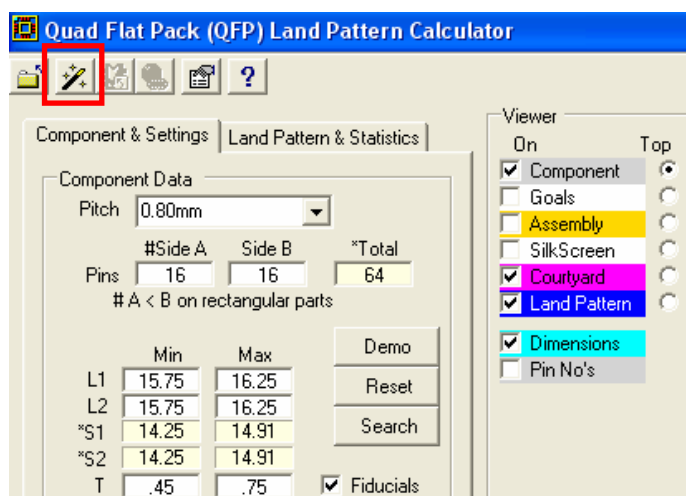 Quad Flat Pack (QFP) Land Pattern Calculator
?
Component & Settings Land Pattern & Statistics
Component Data
Pitch 0.80mm
#Side A Side B *Total
Pins 16 16 64
# A < B on rectangular parts
Min Max
L1 15.75 16.25
L2 15.75 16.25
*S1 14.25 14.91
*S2 14.25 14.91
T .45 .75
Demo
Reset
Search
Fiducials
Viewer
On Top
Component
Goals
Assembly
SilkScreen
Courtyard
Land Pattern
Dimensions
Pin No's